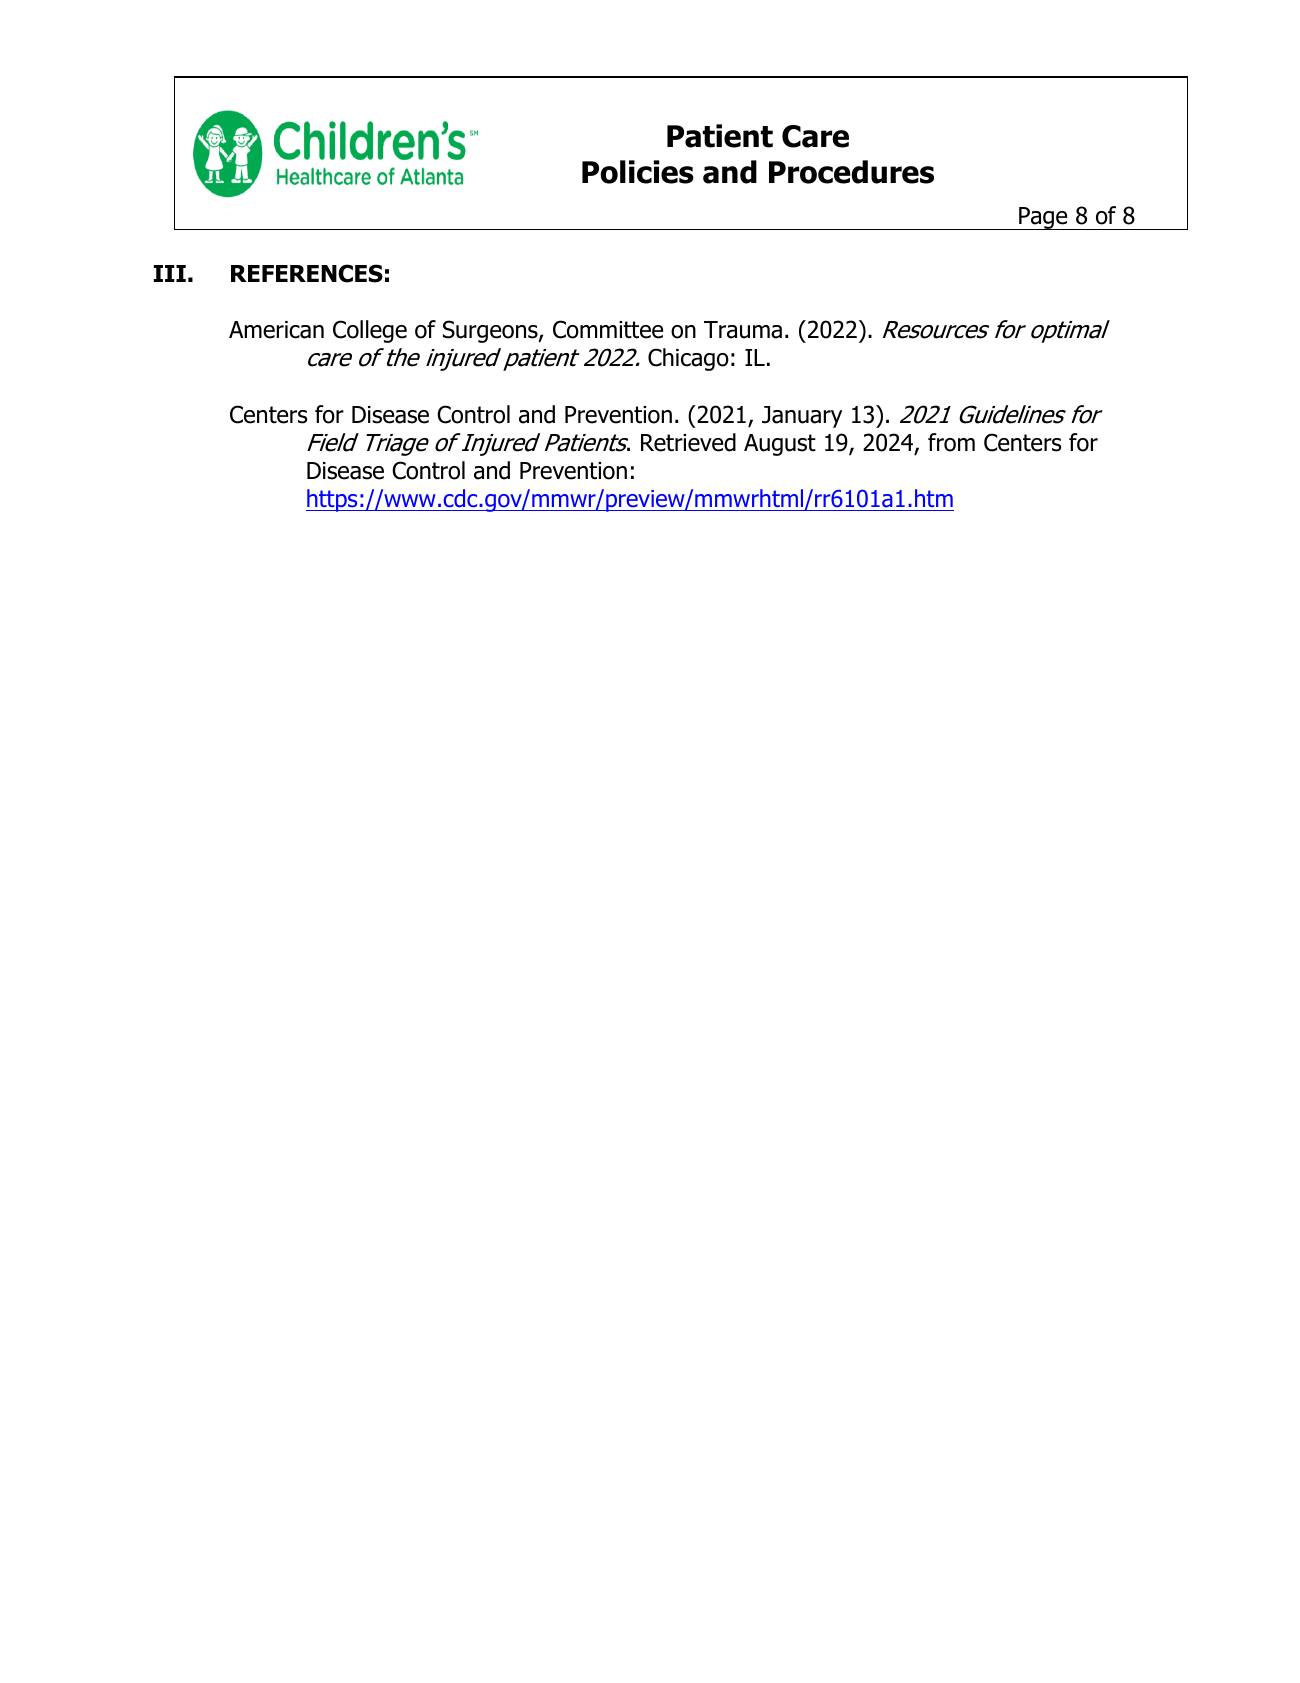 Children's SM
Healthcare of Atlanta
Patient Care
Policies and Procedures
Page 8 of 8
III. REFERENCES:
American College of Surgeons, Committee on Trauma. (2022). Resources for optimal
care of the injured patient 2022. Chicago: IL.
Centers for Disease Control and Prevention. (2021, January 13). 2021 Guidelines for
Field Triage of Injured Patients. Retrieved August 19, 2024, from Centers for
Disease Control and Prevention:
https://www.cdc.gov/mmwr/preview/mmwrhtml/rr6101a1.htm